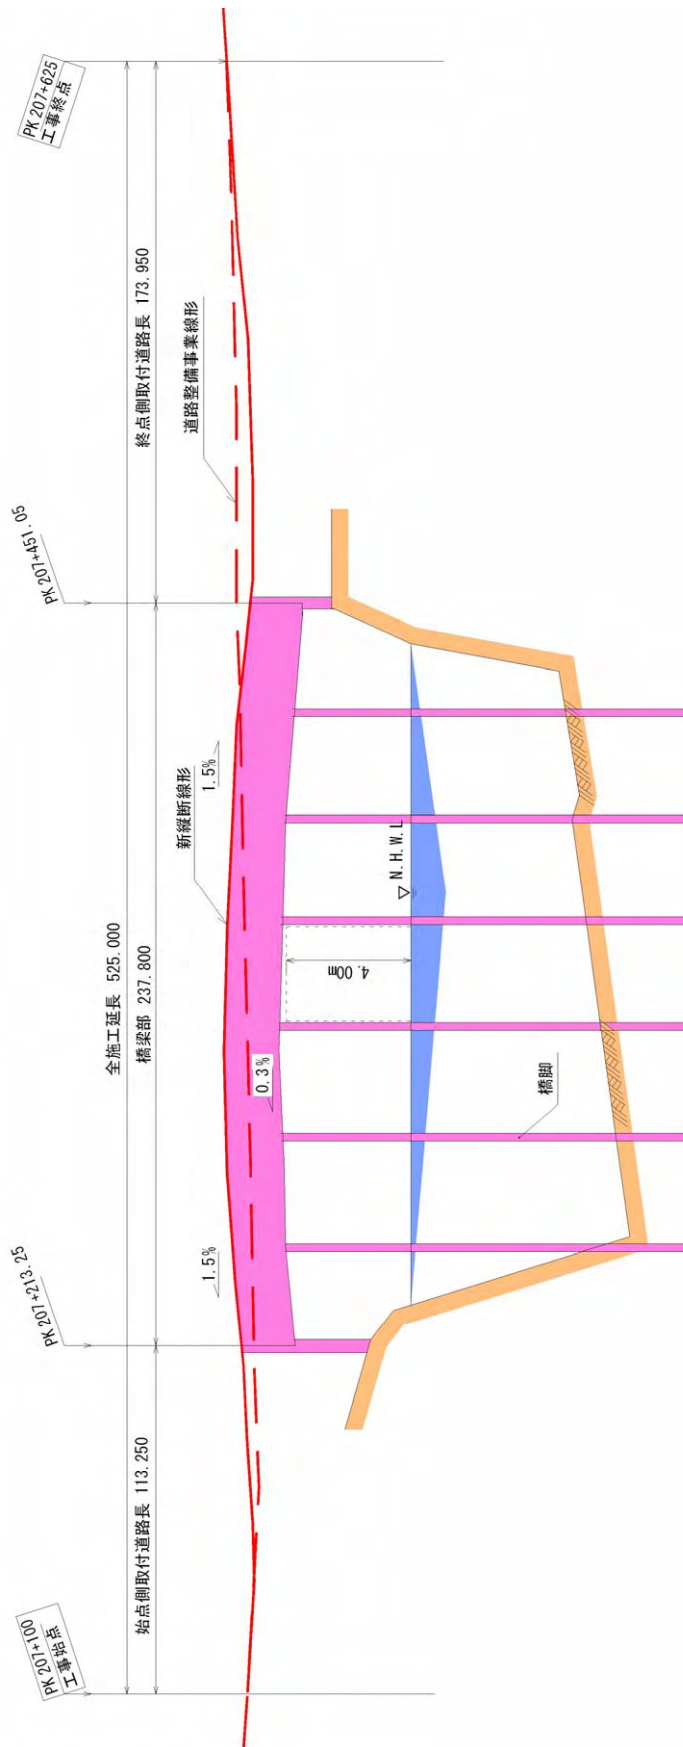 PK 207+100
工事始点
PK 207+213.25
PK 207+451.05
PK 207+625
工事終点
全施工延長 525.000
始点側取付道路長 113.250
橋梁部 237.800
終点側取付道路長 173.950
1.5%
新縦断線形
1.5%
道路整備事業線形
0.3%
4.00m
N.H.W.L
橋脚